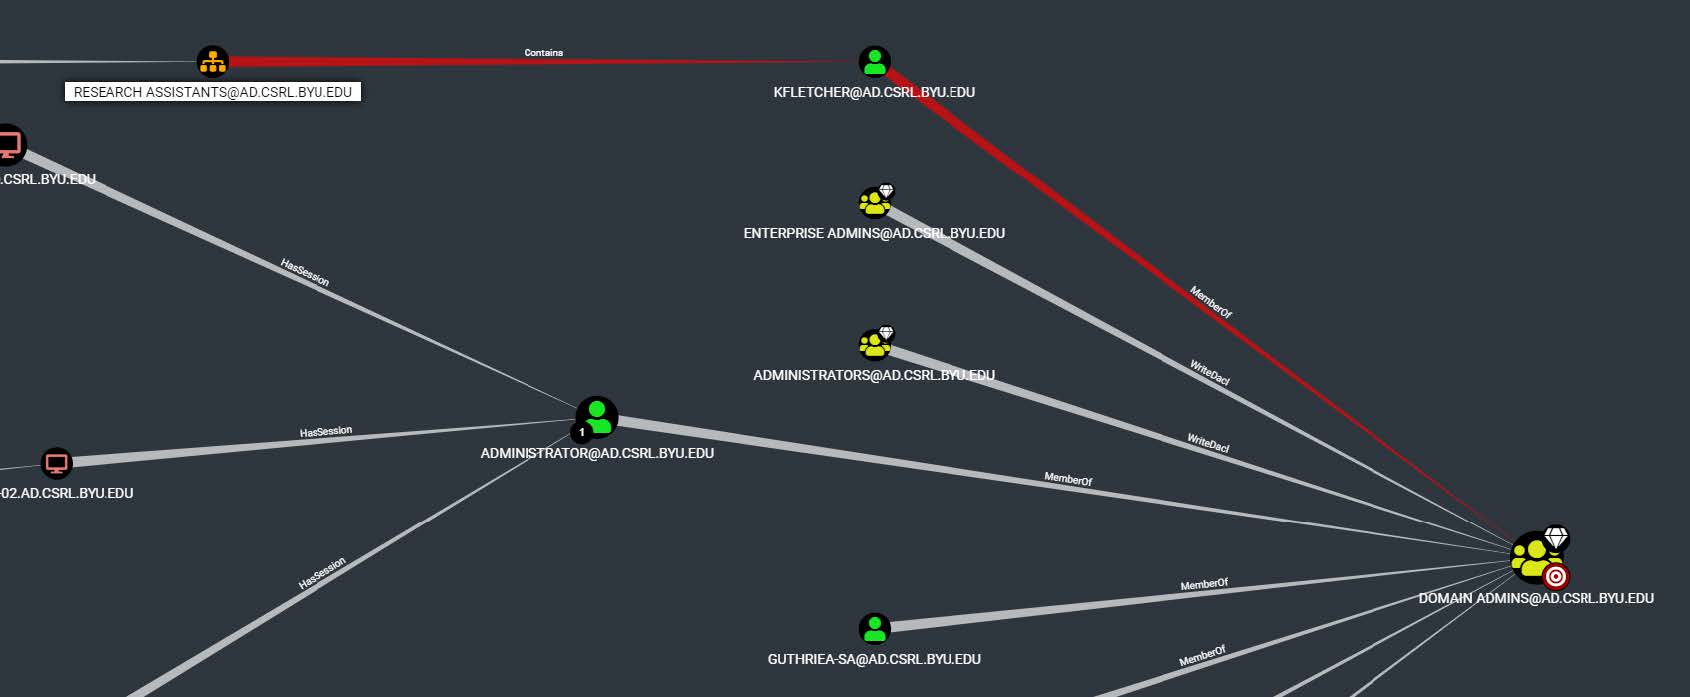 Contains
RESEARCH ASSISTANTS@AD.CSRL.BYU.EDU
KFLETCHER@AD.CSRL.BYU.EDU
.CSRL.BYU.EDU
ENTERPRISE ADMINS@AD.CSRL.BYU.EDU
HasSession
MemberOf
WriteDacl
ADMINISTRATORS@AD.CSRL.BYU.EDU
HasSession
1
ADMINISTRATOR@AD.CSRL.BYU.EDU
WriteDacl
MemberOf
-02.AD.CSRL.BYU.EDU
HasSession
MemberOf
DOMAIN ADMINS@AD.CSRL.BYU.EDU
GUTHRIEA-SA@AD.CSRL.BYU.EDU
MemberOf